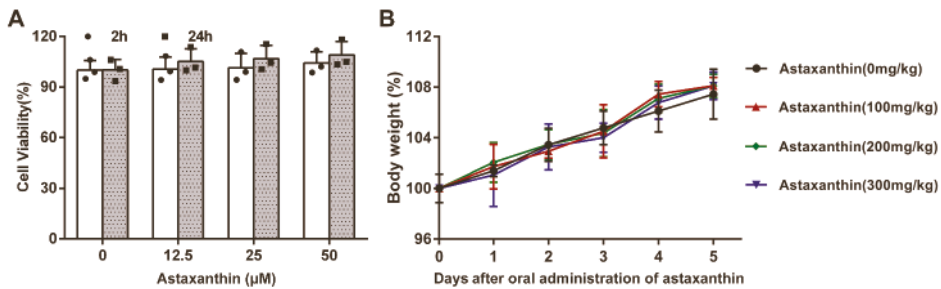 A
2h
24h
Cell Viability(%)
120
90
60
30
0
0
12.5
25
50
Astaxanthin (μM)
B
Body weight (%)
108
104
100
96
0
1
2
3
4
5
Days after oral administration of astaxanthin
Astaxanthin(0mg/kg)
Astaxanthin(100mg/kg)
Astaxanthin(200mg/kg)
Astaxanthin(300mg/kg)